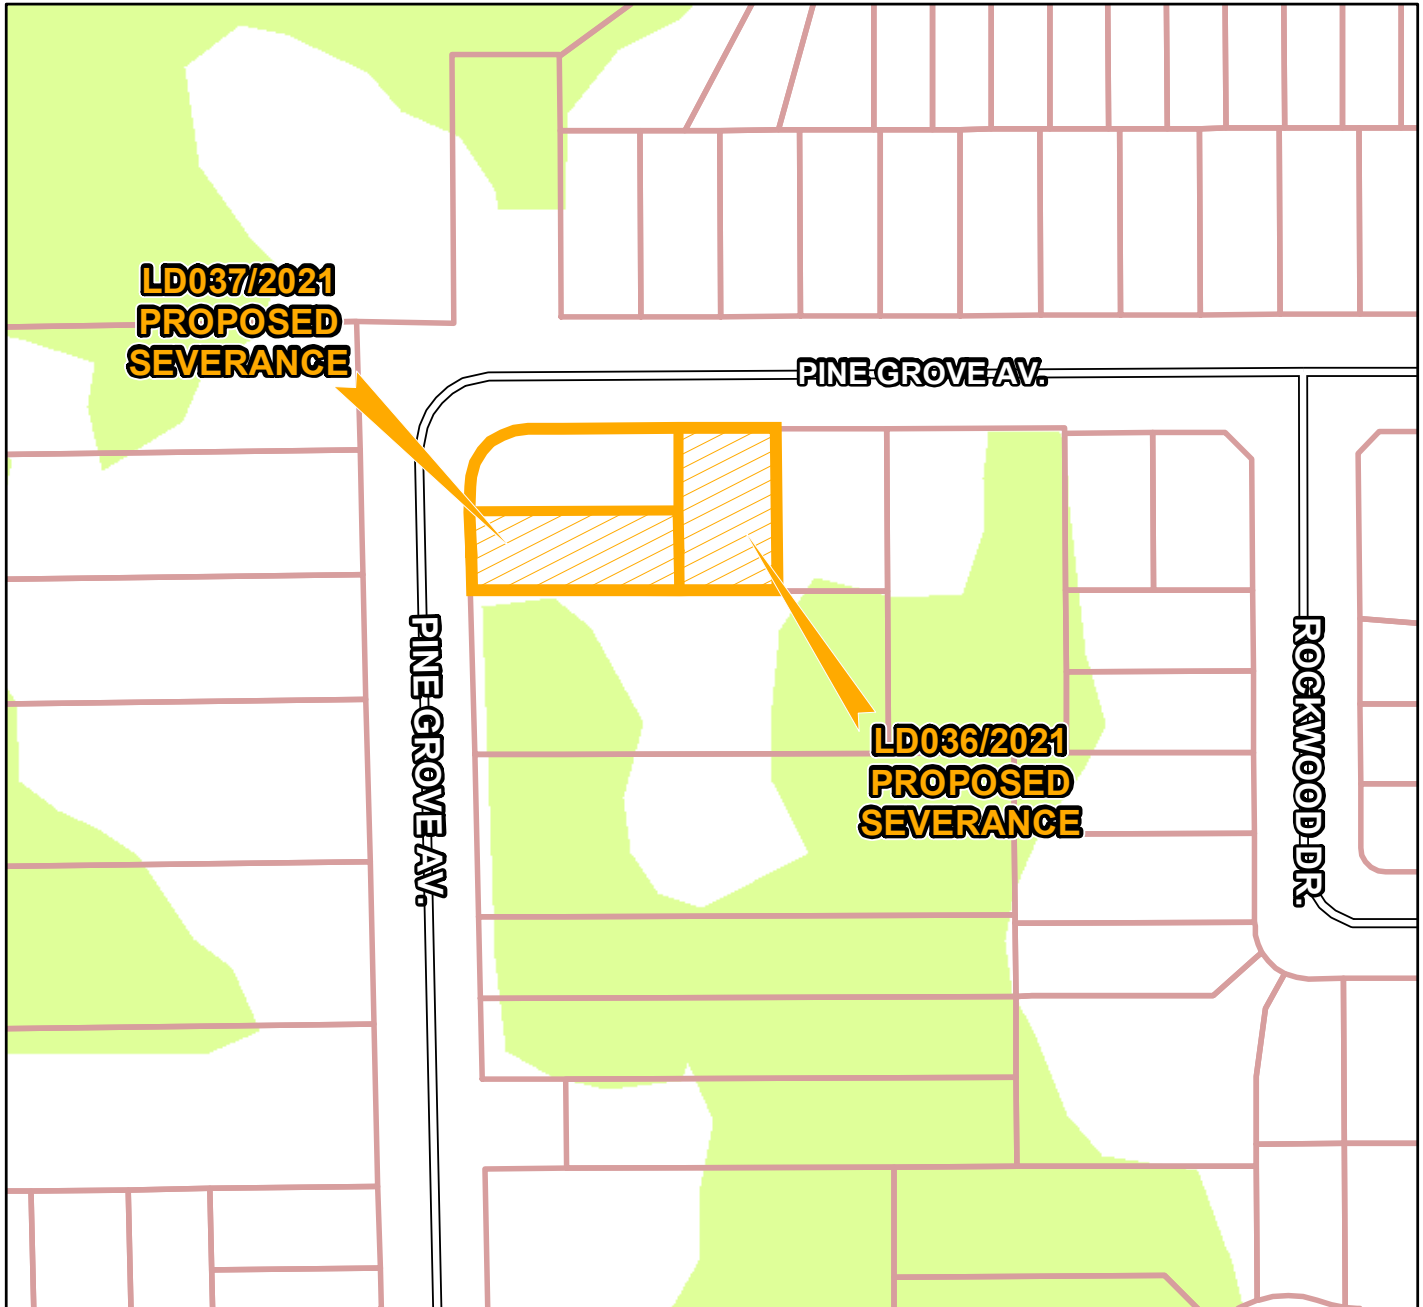 LD037/2021
PROPOSED
SEVERANCE
PINE GROVE AV.
PINE GROVE AV.
ROCKWOOD DR.
LD036/2021
PROPOSED
SEVERANCE